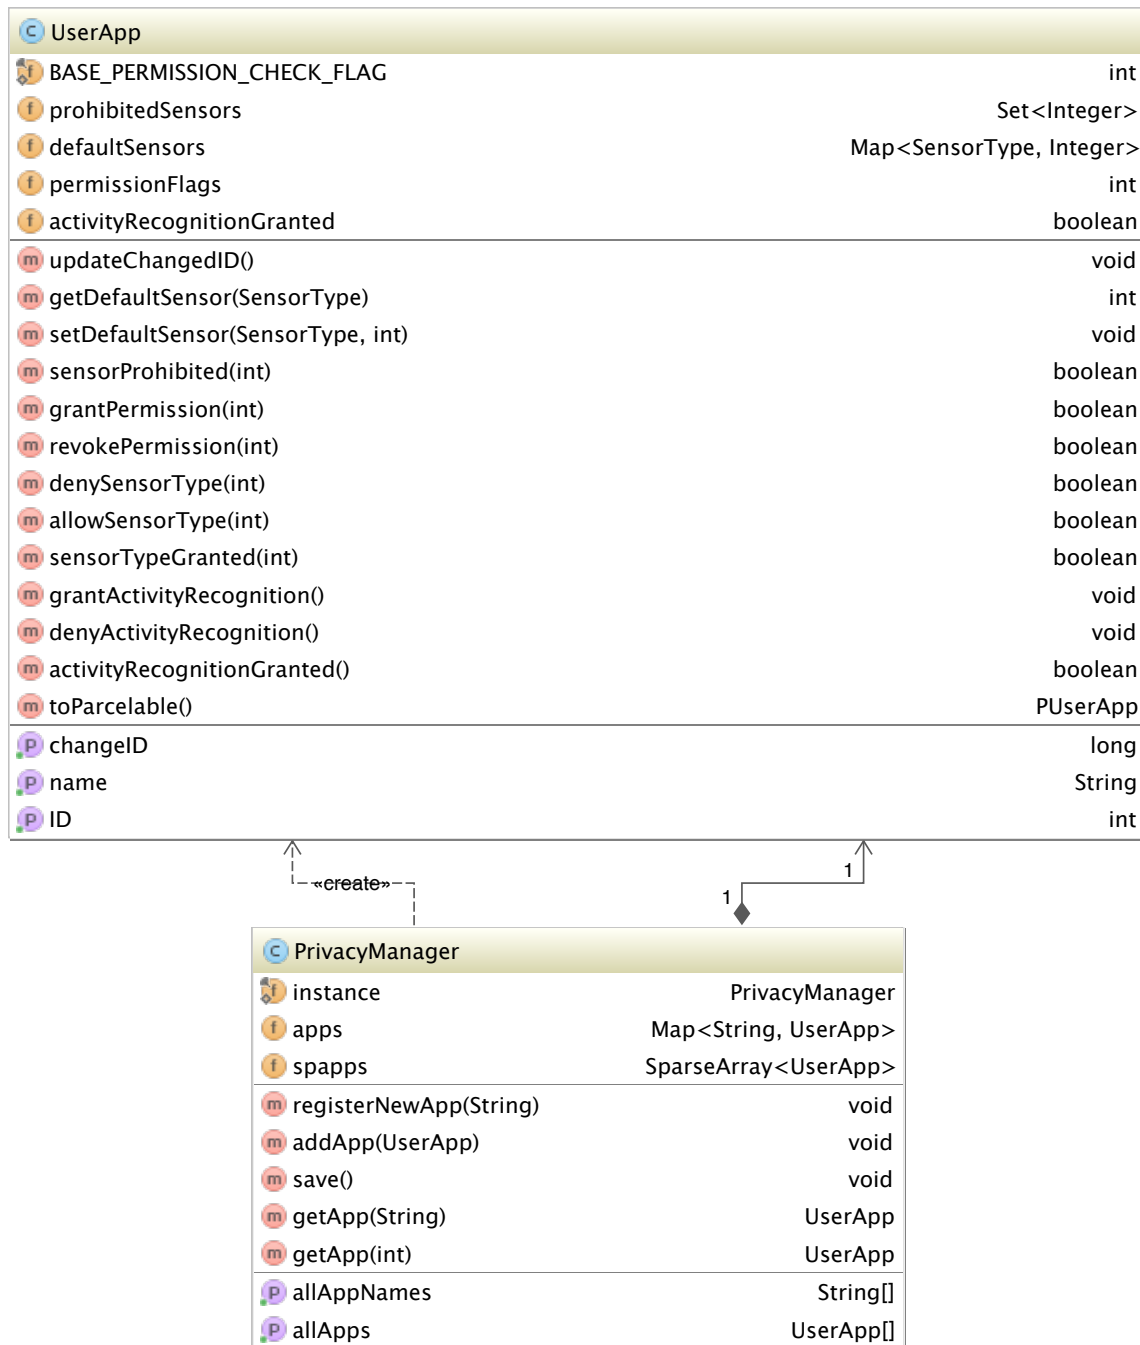 C UserApp
f BASE_PERMISSION_CHECK_FLAG int
f prohibitedSensors Set<Integer>
f defaultSensors Map<SensorType, Integer>
f permissionFlags int
f activityRecognitionGranted boolean
m updateChangedID() void
m getDefaultSensor(SensorType) int
m setDefaultSensor(SensorType, int) void
m sensorProhibited(int) boolean
m grantPermission(int) boolean
m revokePermission(int) boolean
m denySensorType(int) boolean
m allowSensorType(int) boolean
m sensorTypeGranted(int) boolean
m grantActivityRecognition() void
m denyActivityRecognition() void
m activityRecognitionGranted() boolean
m toParcelable() PUserApp
P changeID long
P name String
P ID int
«create» 1
1
C PrivacyManager
f instance PrivacyManager
f apps Map<String, UserApp>
f spapps SparseArray<UserApp>
m registerNewApp(String) void
m addApp(UserApp) void
m save() void
m getApp(String) UserApp
m getApp(int) UserApp
P allAppNames String[]
P allApps UserApp[]